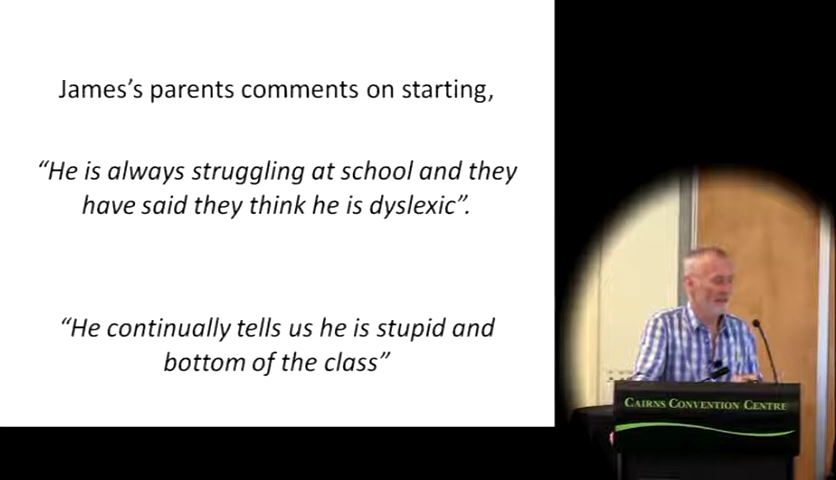 James’s parents comments on starting,
“He is always struggling at school and they
have said they think he is dyslexic”.
“He continually tells us he is stupid and
bottom of the class”
CAIRNS CONVENTION CENTRE